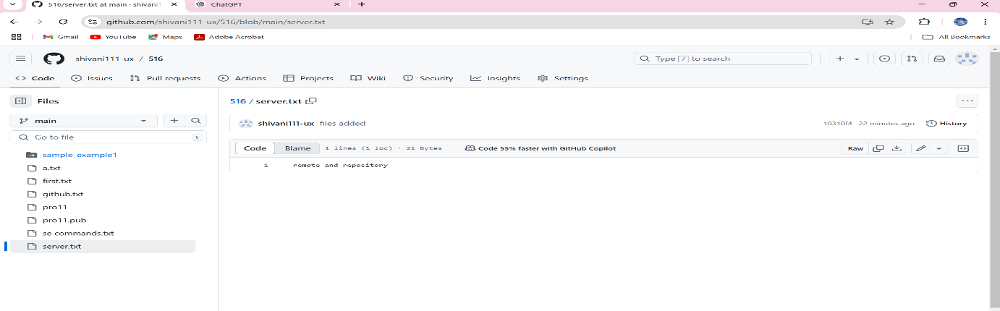 516/server.txt at main · shivani1
ChatGPT
github.com/shivani111-ux/516/blob/main/server.txt
Gmail YouTube Maps Adobe Acrobat All Bookmarks
shivani111-ux / 516 Type / to search
Code Issues Pull requests Actions Projects Wiki Security Insights Settings
Files
main
Go to file t
sample_example1
a.txt
first.txt
github.txt
pro11
pro11.pub
se commands.txt
server.txt
516 / server.txt
shivani111-ux files added 10310f4 · 22 minutes ago History
Code Blame 1 lines (1 loc) · 21 Bytes Code 55% faster with GitHub Copilot Raw
1 remote and repository